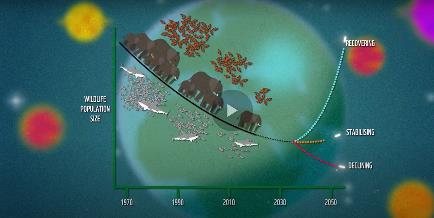 RECOVERING
WILDLIFE
POPULATION
SIZE
STABILISING
DECLINING
1970
1990
2010
2030
2050